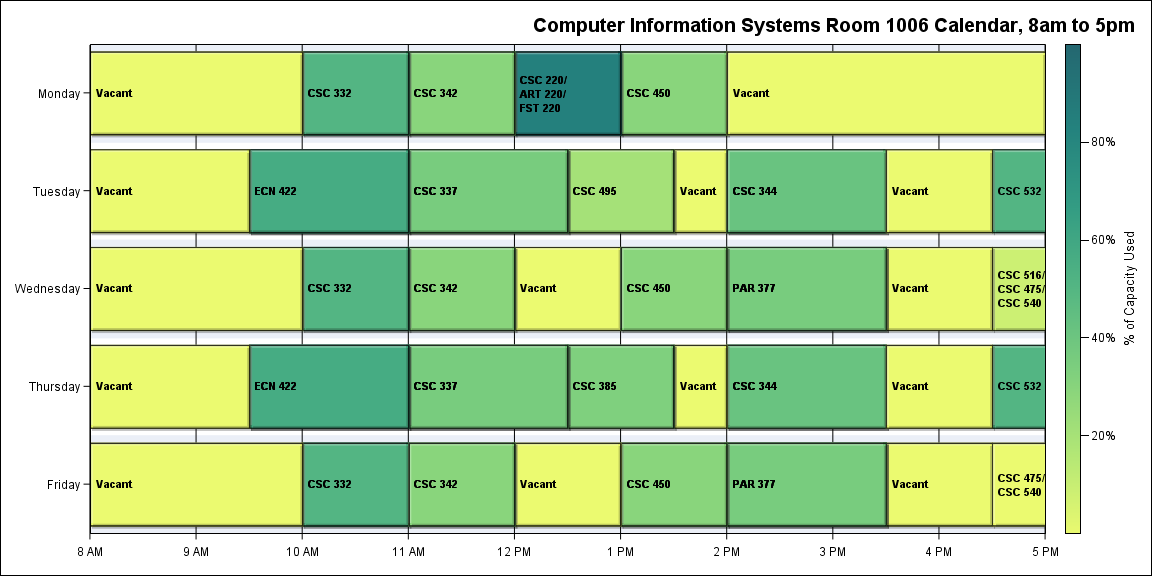 Computer Information Systems Room 1006 Calendar, 8am to 5pm
Monday
Vacant
CSC 332
CSC 342
CSC 220/
ART 220/
FST 220
CSC 450
Vacant
Tuesday
Vacant
ECN 422
CSC 337
CSC 495
Vacant
CSC 344
Vacant
CSC 532
Wednesday
Vacant
CSC 332
CSC 342
Vacant
CSC 450
PAR 377
Vacant
CSC 516/
CSC 475/
CSC 540
Thursday
Vacant
ECN 422
CSC 337
CSC 385
Vacant
CSC 344
Vacant
CSC 532
Friday
Vacant
CSC 332
CSC 342
Vacant
CSC 450
PAR 377
Vacant
CSC 475/
CSC 540
8 AM
9 AM
10 AM
11 AM
12 PM
1 PM
2 PM
3 PM
4 PM
5 PM
80%
60%
40%
20%
% of Capacity Used